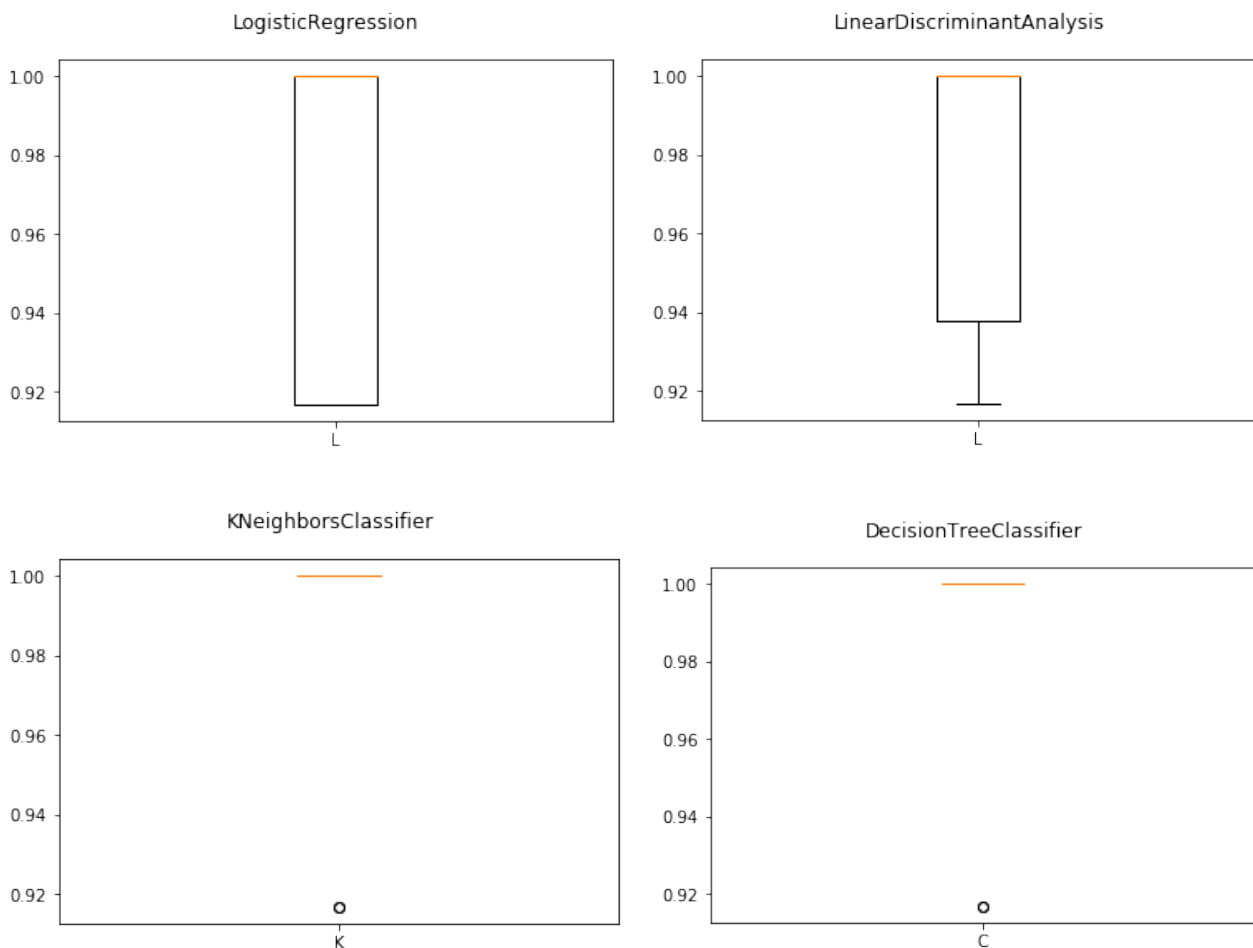 LogisticRegression
1.00
0.98
0.96
0.94
0.92
L
LinearDiscriminantAnalysis
1.00
0.98
0.96
0.94
0.92
L
KNeighborsClassifier
1.00
0.98
0.96
0.94
0.92
K
DecisionTreeClassifier
1.00
0.98
0.96
0.94
0.92
C